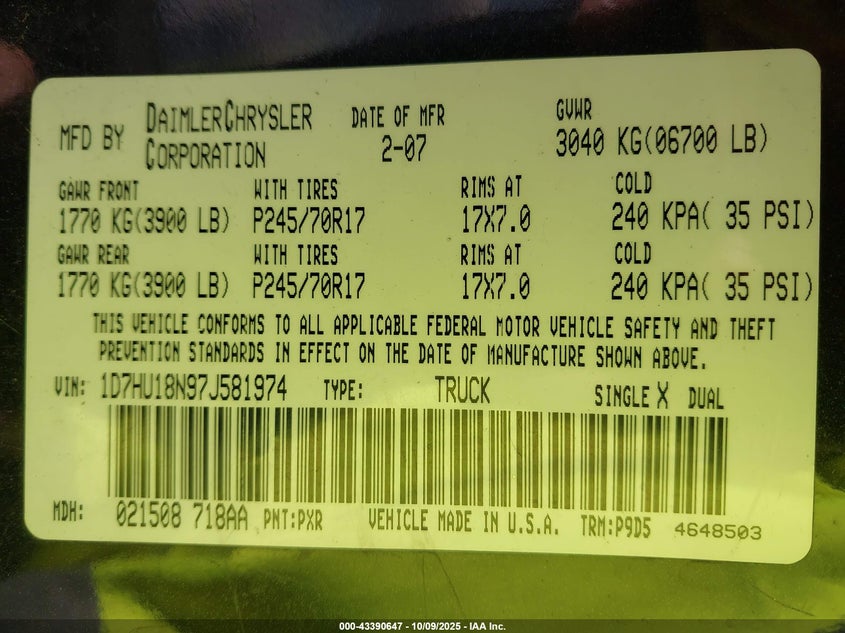 MFD BY DAIMLERCHRYSLER CORPORATION DATE OF MFR 2-07 GVWR 3040 KG(06700 LB)
GAWR FRONT WITH TIRES RIMS AT COLD
1770 KG(3900 LB) P245/70R17 17X7.0 240 KPA( 35 PSI)
GAWR REAR WITH TIRES RIMS AT COLD
1770 KG(3900 LB) P245/70R17 17X7.0 240 KPA( 35 PSI)
THIS VEHICLE CONFORMS TO ALL APPLICABLE FEDERAL MOTOR VEHICLE SAFETY AND THEFT
PREVENTION STANDARDS IN EFFECT ON THE DATE OF MANUFACTURE SHOWN ABOVE.
VIN: 1D7HU18N97J581974 TYPE: TRUCK SINGLE X DUAL
MDH: 021508 718AA PNT:PXR VEHICLE MADE IN U.S.A. TRM:P9D5 4648503
000-43390647 - 10/09/2025 - IAA Inc.